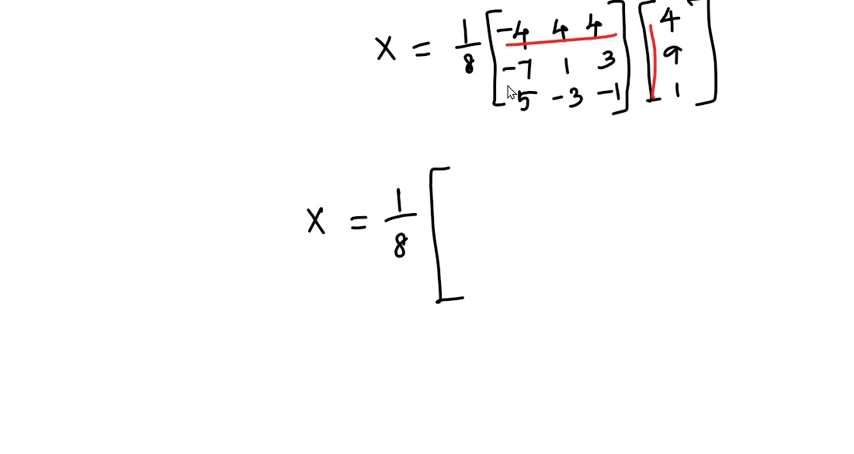 X = 1/8 [-4 4 4] [4]
[-7 1 3] [9]
[5 -3 -1] [1]
X = 1/8 [